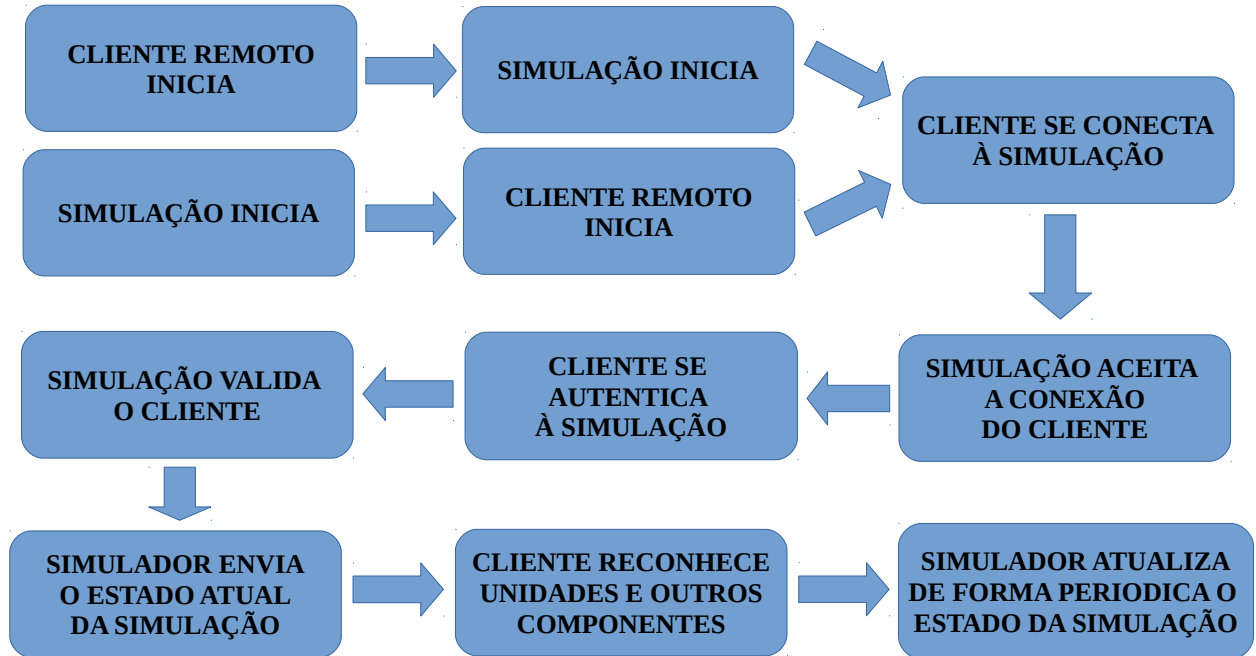 CLIENTE REMOTO
INICIA
SIMULAÇÃO INICIA
CLIENTE SE CONECTA
À SIMULAÇÃO
SIMULAÇÃO INICIA
CLIENTE REMOTO
INICIA
SIMULAÇÃO VALIDA
O CLIENTE
CLIENTE SE
AUTENTICA
À SIMULAÇÃO
SIMULAÇÃO ACEITA
A CONEXÃO
DO CLIENTE
SIMULADOR ENVIA
O ESTADO ATUAL
DA SIMULAÇÃO
CLIENTE RECONHECE
UNIDADES E OUTROS
COMPONENTES
SIMULADOR ATUALIZA
DE FORMA PERIODICA O
ESTADO DA SIMULAÇÃO